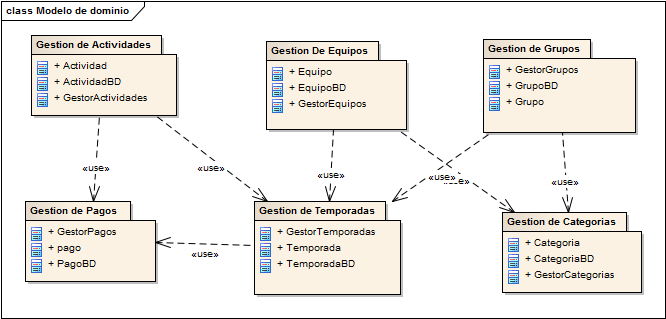 class Modelo de dominio
Gestion de Actividades
+ Actividad
+ ActividadBD
+ GestorActividades
Gestion De Equipos
+ Equipo
+ EquipoBD
+ GestorEquipos
Gestion de Grupos
+ GestorGrupos
+ GrupoBD
+ Grupo
«use»
«use»
«use»
«use»
«use»
Gestion de Pagos
+ GestorPagos
+ pago
+ PagoBD
«use»
Gestion de Temporadas
+ GestorTemporadas
+ Temporada
+ TemporadaBD
Gestion de Categorias
+ Categoria
+ CategoriaBD
+ GestorCategorias